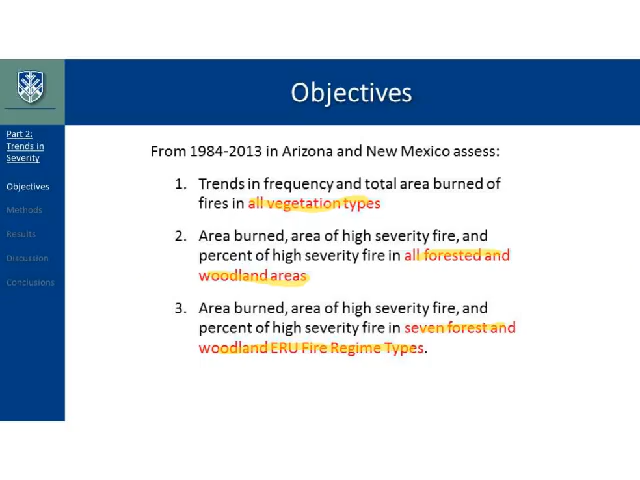 Objectives
Part 2:
Trends in
Severity
Objectives
Methods
Results
Discussion
Conclusions
From 1984-2013 in Arizona and New Mexico assess:
1. Trends in frequency and total area burned of
fires in all vegetation types
2. Area burned, area of high severity fire, and
percent of high severity fire in all forested and
woodland areas
3. Area burned, area of high severity fire, and
percent of high severity fire in seven forest and
woodland ERU Fire Regime Types.